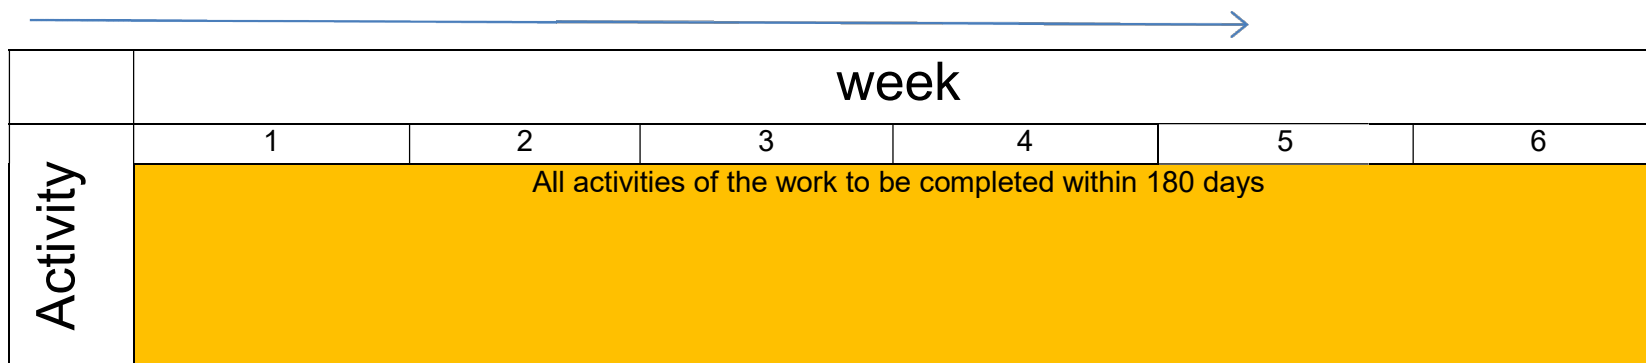 week
1 2 3 4 5 6
Activity
All activities of the work to be completed within 180 days